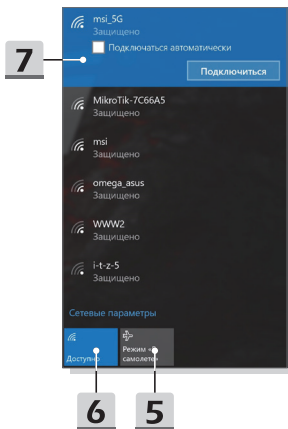 msi_5G
Защищено
Подключаться автоматически
7
Подключиться
MikroTik-7C66A5
Защищено
msi
Защищено
omega_asus
Защищено
WWW2
Защищено
i-t-z-5
Защищено
Сетевые параметры
Доступно
Режим «в
самолете»
6
5